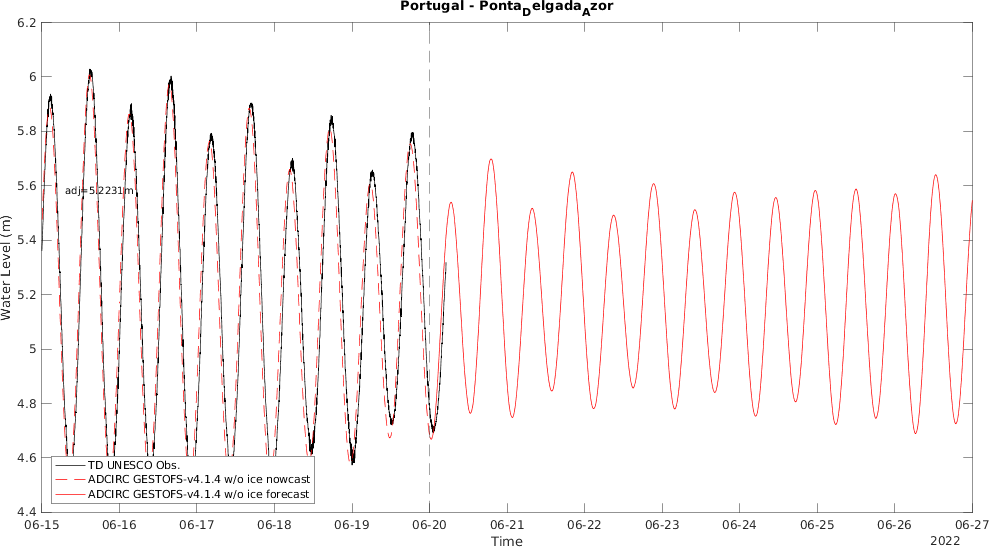 Portugal - PontaDelgadaAzor
6.2
6
5.8
5.6
5.4
5.2
5
4.8
4.6
4.4
Water Level (m)
adj=5.2231m
TD UNESCO Obs.
ADCIRC GESTOFS-v4.1.4 w/o ice nowcast
ADCIRC GESTOFS-v4.1.4 w/o ice forecast
06-15 06-16 06-17 06-18 06-19 06-20 06-21 06-22 06-23 06-24 06-25 06-26 06-27
Time
2022